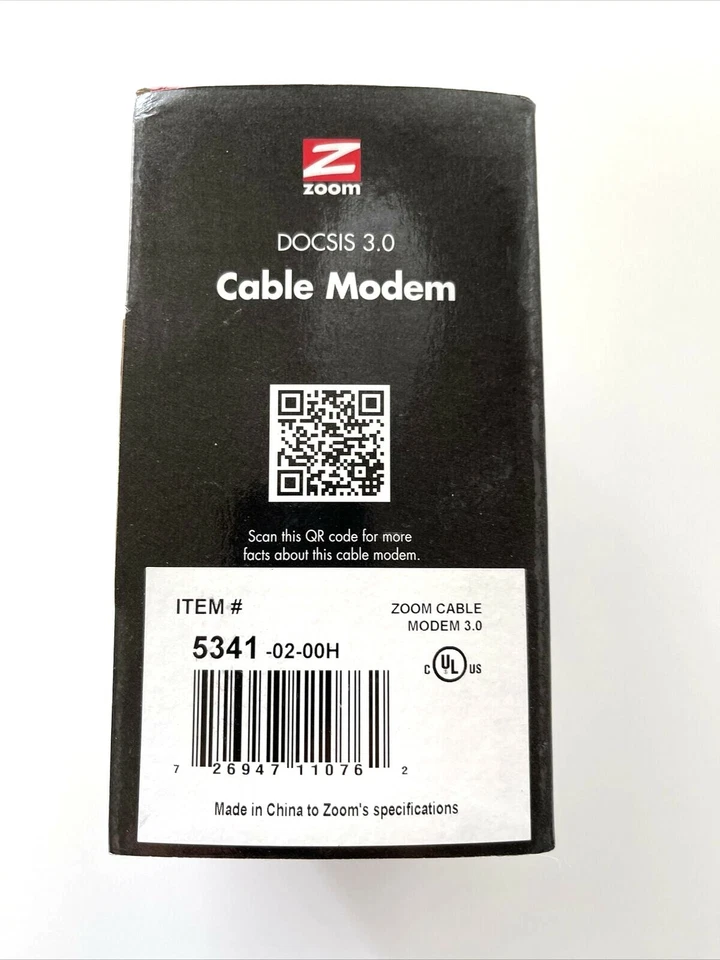 Z
zoom
DOCSIS 3.0
Cable Modem
Scan this QR code for more
facts about this cable modem.
ITEM #
ZOOM CABLE
MODEM 3.0
5341 -02-00H
C UL US
7 26947 11076 2
Made in China to Zoom's specifications